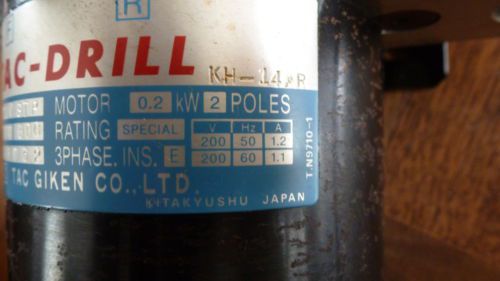 R
TAC-DRILL KH-14 R
MOTOR 0.2 kW 2 POLES
RATING SPECIAL V Hz A
200 50 1.2
3PHASE. INS. E 200 60 1.1
TAC GIKEN CO.,LTD.
KITAKYUSHU JAPAN
T.N9710-1